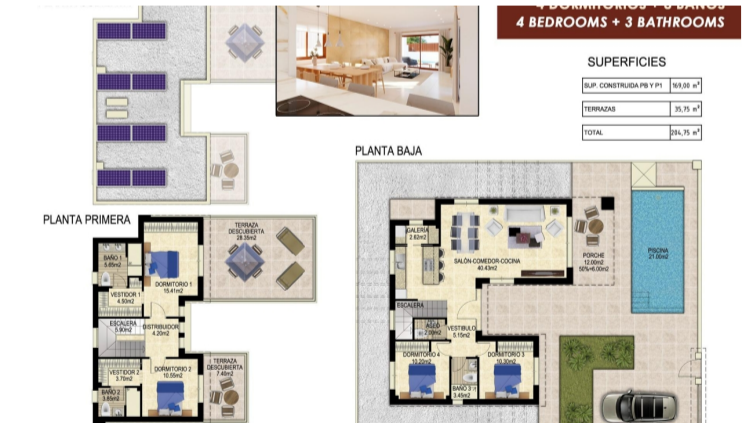 4 DORMITORIOS + 3 BAÑOS
4 BEDROOMS + 3 BATHROOMS
SUPERFICIES
SUP. CONSTRUIDA PB Y P1 169,00 m²
TERRAZAS 35,75 m²
TOTAL 204,75 m²
PLANTA BAJA
GALERÍA
2.62m2
SALÓN-COMEDOR-COCINA
40.43m2
PORCHE
12.00m2
50%=6.00m2
PISCINA
21.00m2
ESCALERA
ASEO
2.00m2
VESTIBULO
5.15m2
DORMITORIO 4
10.20m2
DORMITORIO 3
10.30m2
BAÑO 3
3.45m2
PLANTA PRIMERA
TERRAZA
DESCUBIERTA
28.35m2
BAÑO 1
5.85m2
DORMITORIO 1
15.41m2
VESTIDOR 1
4.50m2
ESCALERA
5.90m2
DISTRIBUIDOR
4.20m2
TERRAZA
DESCUBIERTA
7.40m2
VESTIDOR 2
3.70m2
DORMITORIO 2
10.55m2
BAÑO 2
3.85m2